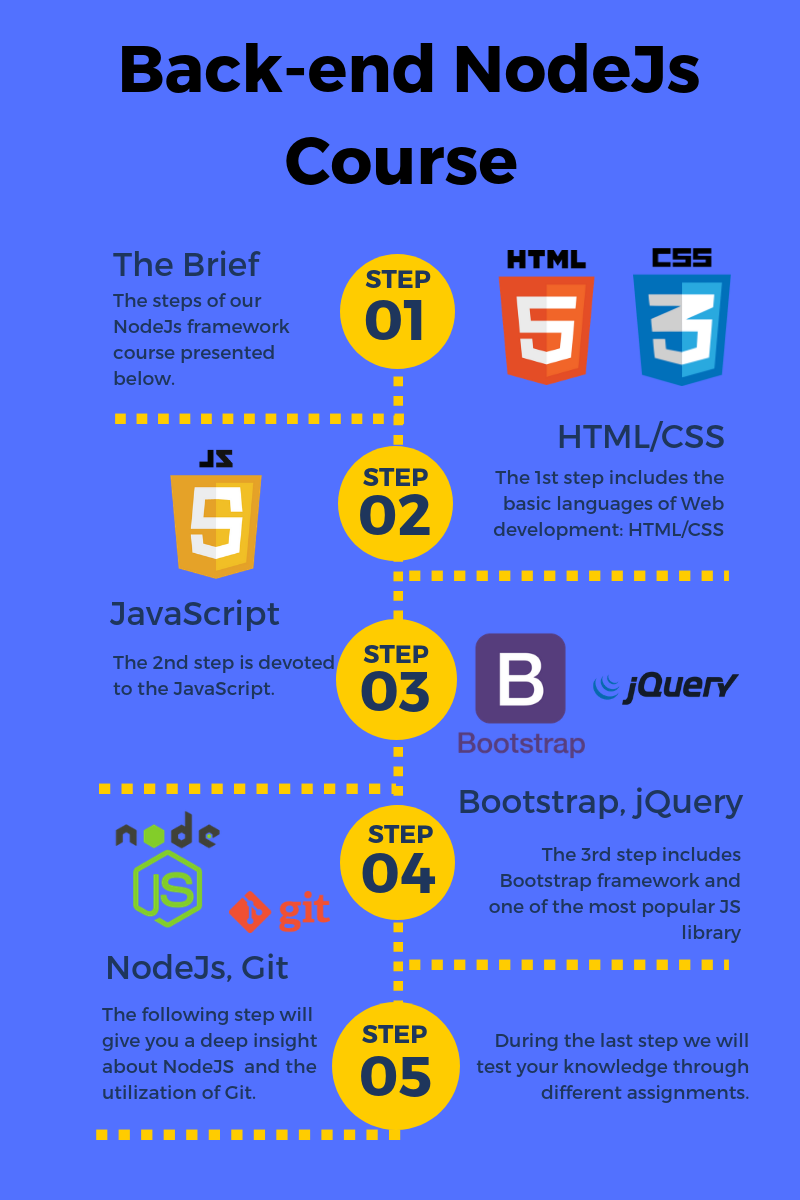 Back-end NodeJs
Course
The Brief
The steps of our
NodeJs framework
course presented
below.
STEP
01
HTML
5
CSS
3
HTML/CSS
The 1st step includes the
basic languages of Web
development: HTML/CSS
STEP
02
JS
5
JavaScript
The 2nd step is devoted
to the JavaScript.
STEP
03
B
Bootstrap
jQuery
Bootstrap, jQuery
The 3rd step includes
Bootstrap framework and
one of the most popular JS
library
STEP
04
node
JS
git
NodeJs, Git
The following step will
give you a deep insight
about NodeJS  and the
utilization of Git.
STEP
05
During the last step we will
test your knowledge through
different assignments.